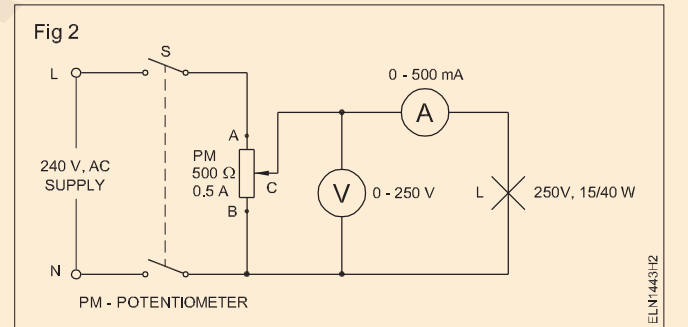 Fig 2
S
L
0 - 500 mA
A
A
PM
500 Ω
0.5 A
C
B
240 V, AC
SUPPLY
V
0 - 250 V
L
250V, 15/40 W
N
PM - POTENTIOMETER
ELN1443H2